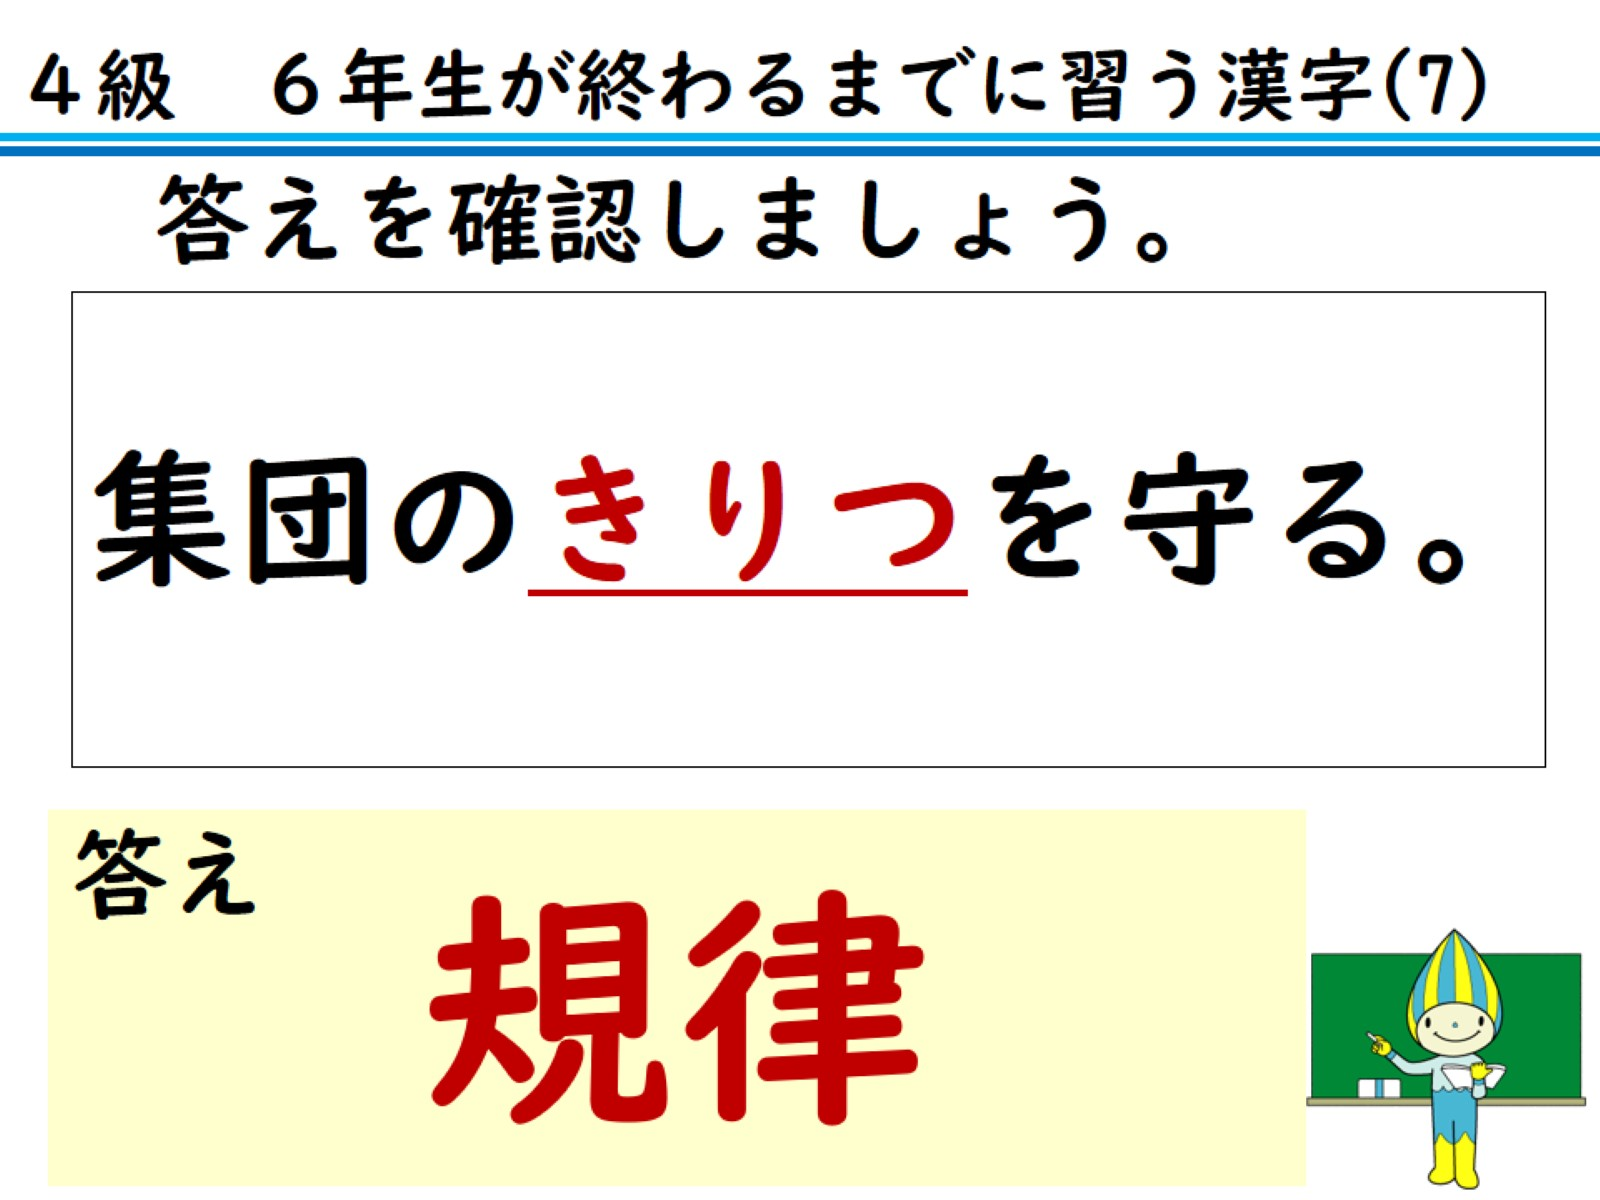 ４級　６年生が終わるまでに習う漢字(7)
答えを確認しましょう。
集団のきりつを守る。
答え
規律